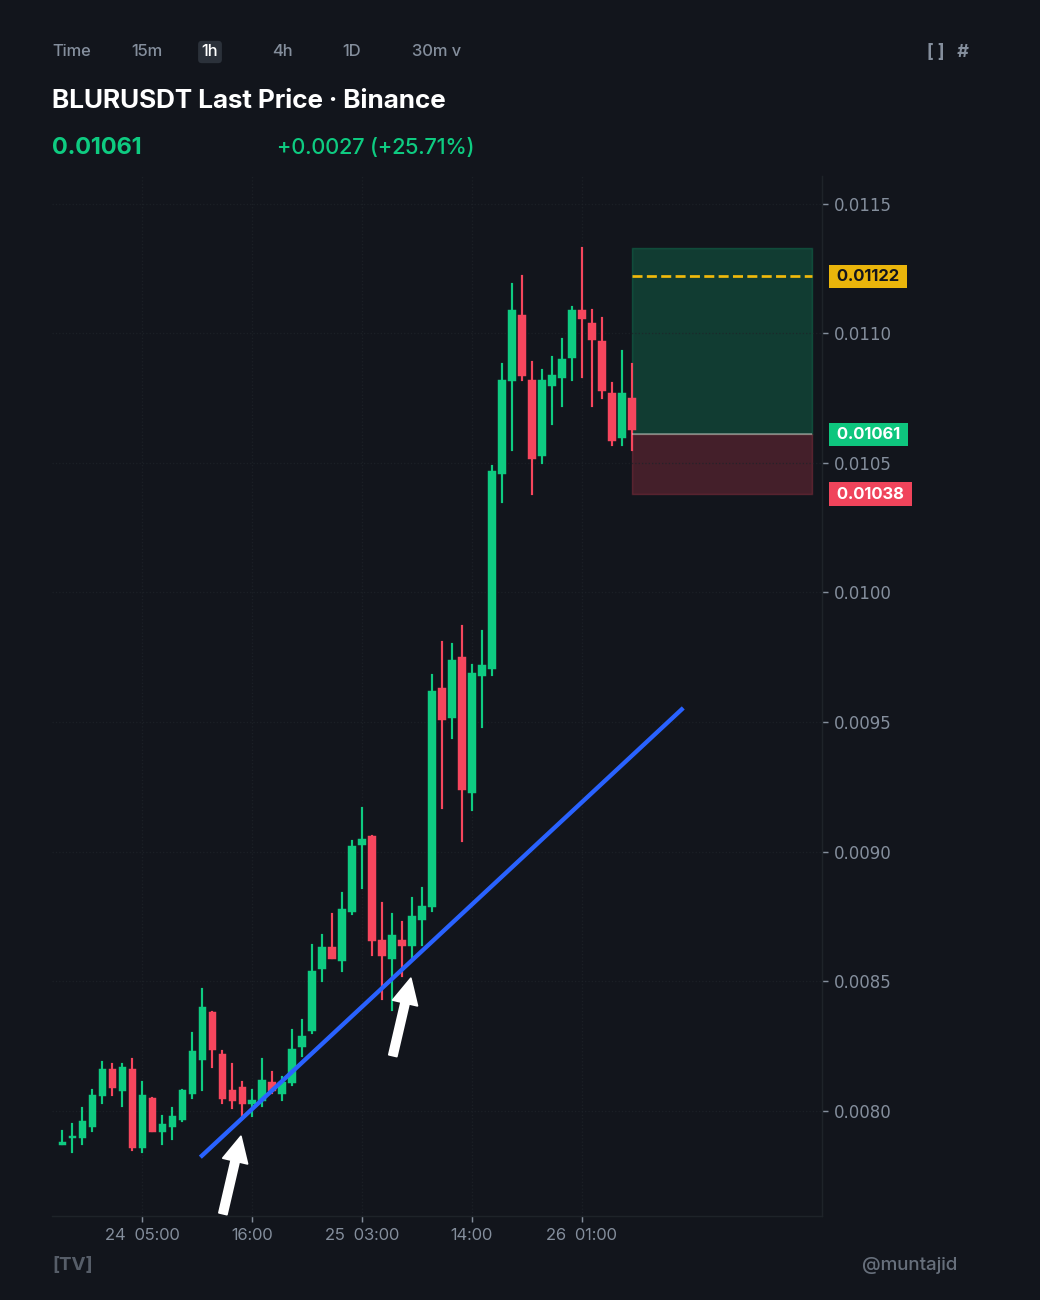 Time 15m 1h 4h 1D 30m v [ ] #
BLURUSDT Last Price · Binance
0.01061 +0.0027 (+25.71%)
0.0115
0.01122
0.0110
0.01061
0.0105
0.01038
0.0100
0.0095
0.0090
0.0085
0.0080
24 05:00 16:00 25 03:00 14:00 26 01:00
[TV] @muntajid